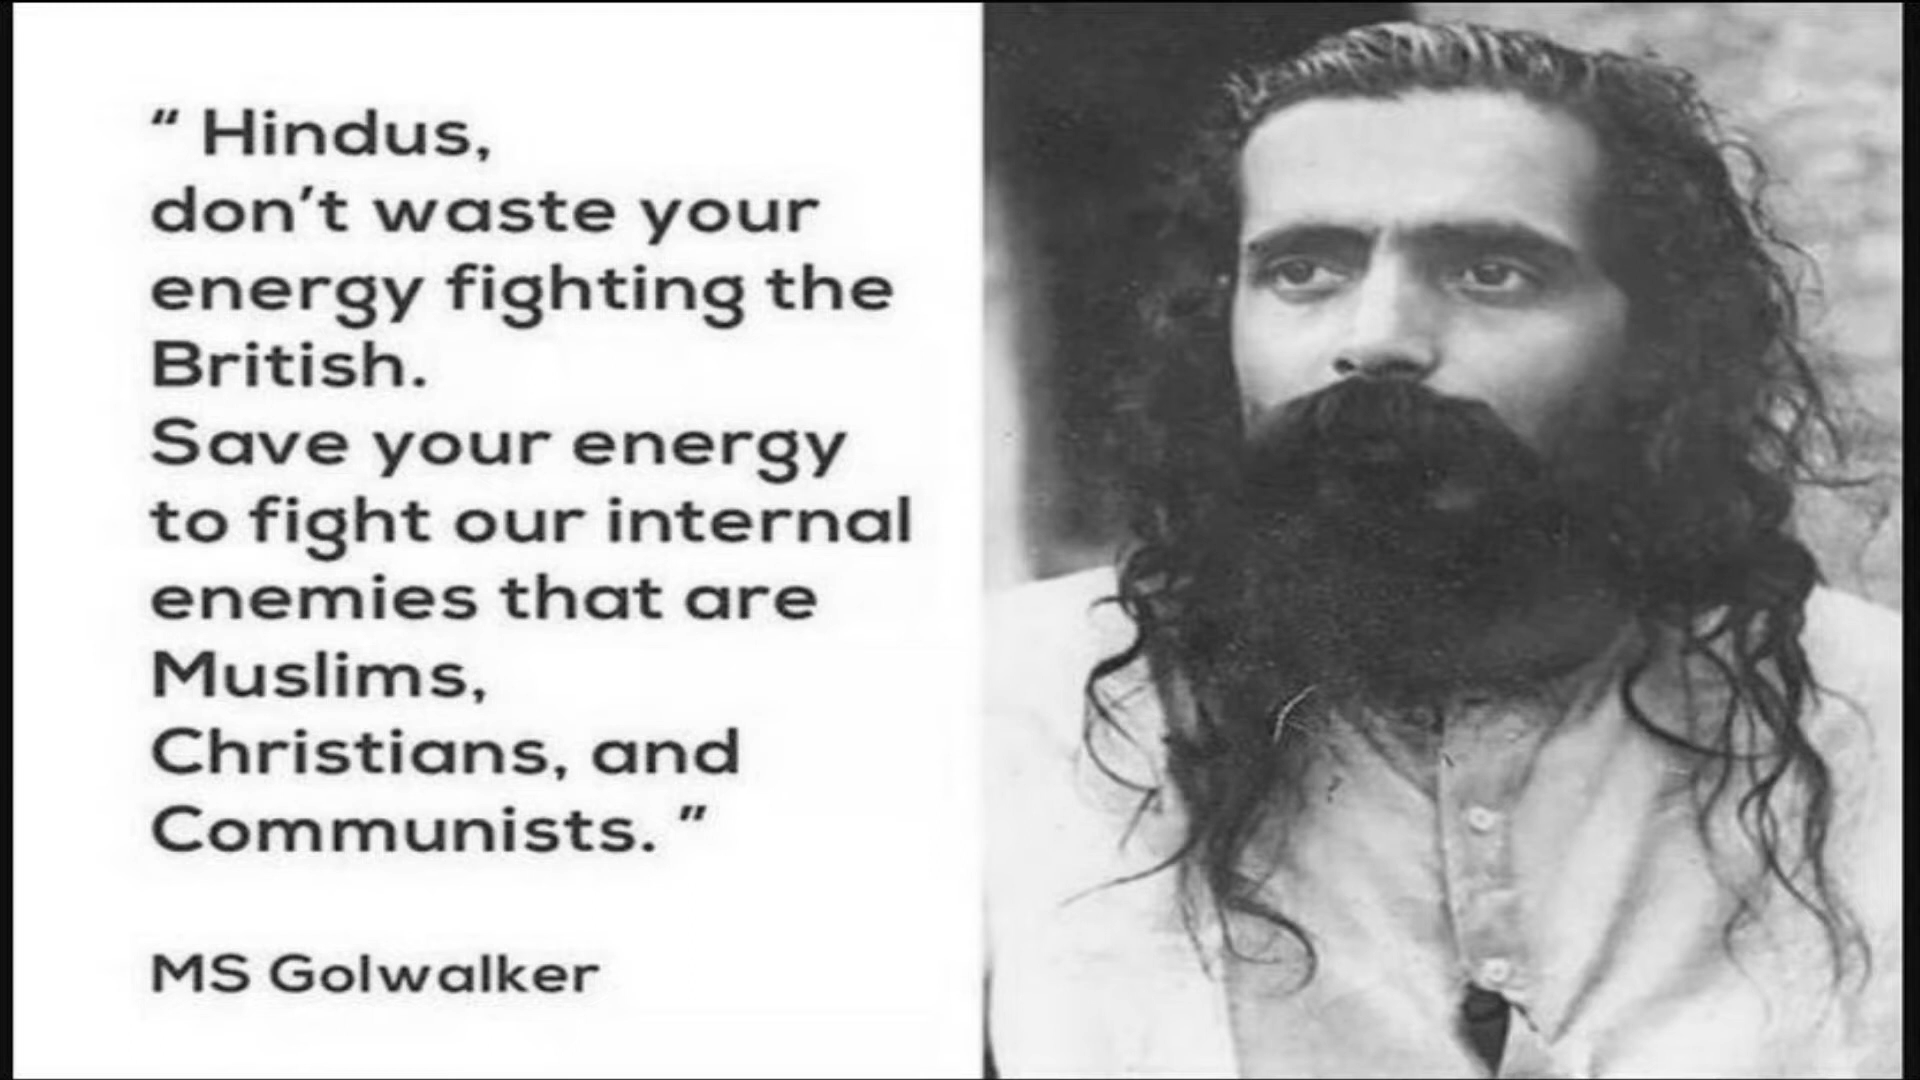 “ Hindus,
don’t waste your
energy fighting the
British.
Save your energy
to fight our internal
enemies that are
Muslims,
Christians, and
Communists. ”
MS Golwalker